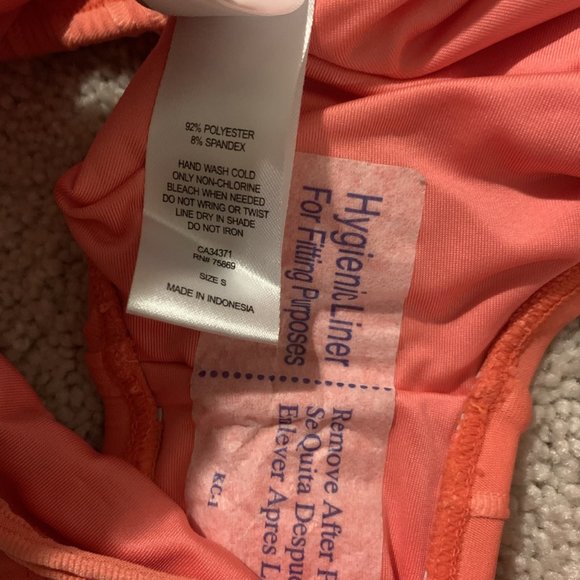 92% POLYESTER
8% SPANDEX
HAND WASH COLD
ONLY NON-CHLORINE
BLEACH WHEN NEEDED
DO NOT WRING OR TWIST
LINE DRY IN SHADE
DO NOT IRON
CA34371
RN# 75669
SIZE S
MADE IN INDONESIA
Hygienic Liner
For Fitting Purposes
Remove After
Se Quita
Enlever Apres
KC-1